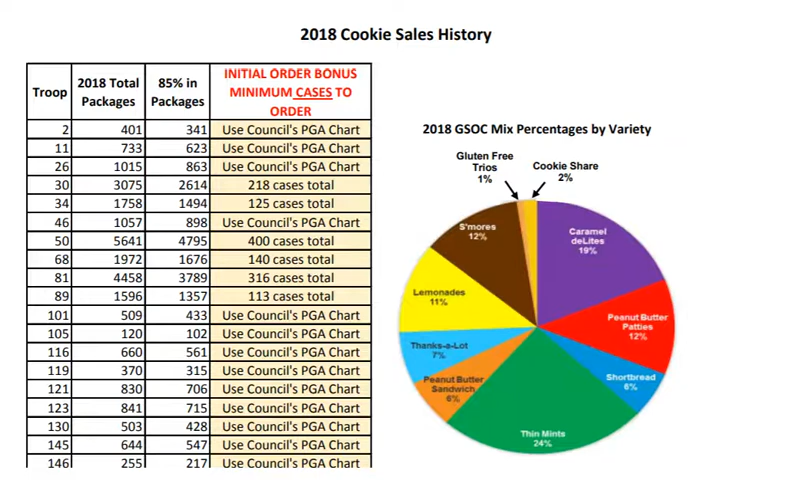 2018 Cookie Sales History
Troop 2018 Total Packages 85% in Packages INITIAL ORDER BONUS MINIMUM CASES TO ORDER
2 401 341 Use Council's PGA Chart
11 733 623 Use Council's PGA Chart
26 1015 863 Use Council's PGA Chart
30 3075 2614 218 cases total
34 1758 1494 125 cases total
46 1057 898 Use Council's PGA Chart
50 5641 4795 400 cases total
68 1972 1676 140 cases total
81 4458 3789 316 cases total
89 1596 1357 113 cases total
101 509 433 Use Council's PGA Chart
105 120 102 Use Council's PGA Chart
116 660 561 Use Council's PGA Chart
119 370 315 Use Council's PGA Chart
121 830 706 Use Council's PGA Chart
123 841 715 Use Council's PGA Chart
130 503 428 Use Council's PGA Chart
145 644 547 Use Council's PGA Chart
146 255 217 Use Council's PGA Chart
2018 GSOC Mix Percentages by Variety
Gluten Free
Trios
1%
Cookie Share
2%
Caramel
deLites
19%
Peanut Butter
Patties
12%
Shortbread
6%
Thin Mints
24%
Peanut Butter
Sandwich
6%
Thanks-a-Lot
7%
Lemonades
11%
S'mores
12%